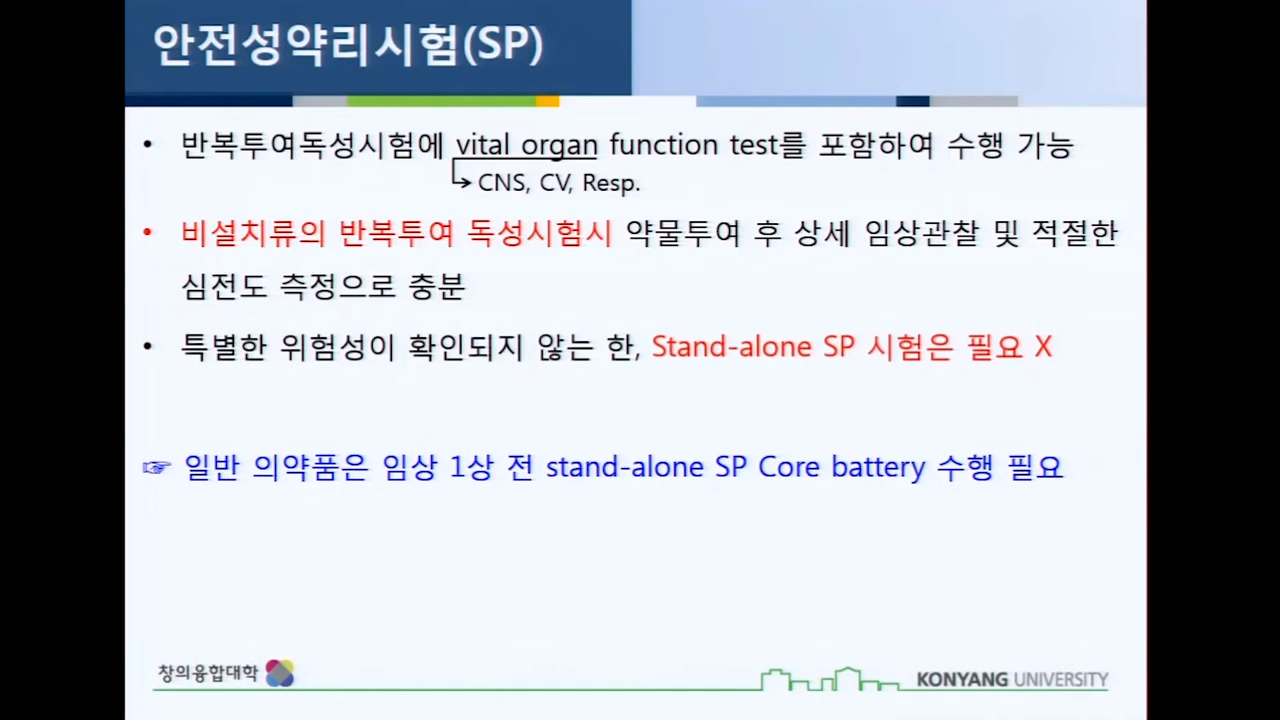 안전성약리시험(SP)
• 반복투여독성시험에 vital organ function test를 포함하여 수행 가능
CNS, CV, Resp.
• 비설치류의 반복투여 독성시험시 약물투여 후 상세 임상관찰 및 적절한
심전도 측정으로 충분
• 특별한 위험성이 확인되지 않는 한, Stand-alone SP 시험은 필요 X
☞ 일반 의약품은 임상 1상 전 stand-alone SP Core battery 수행 필요
창의융합대학
KONYANG UNIVERSITY